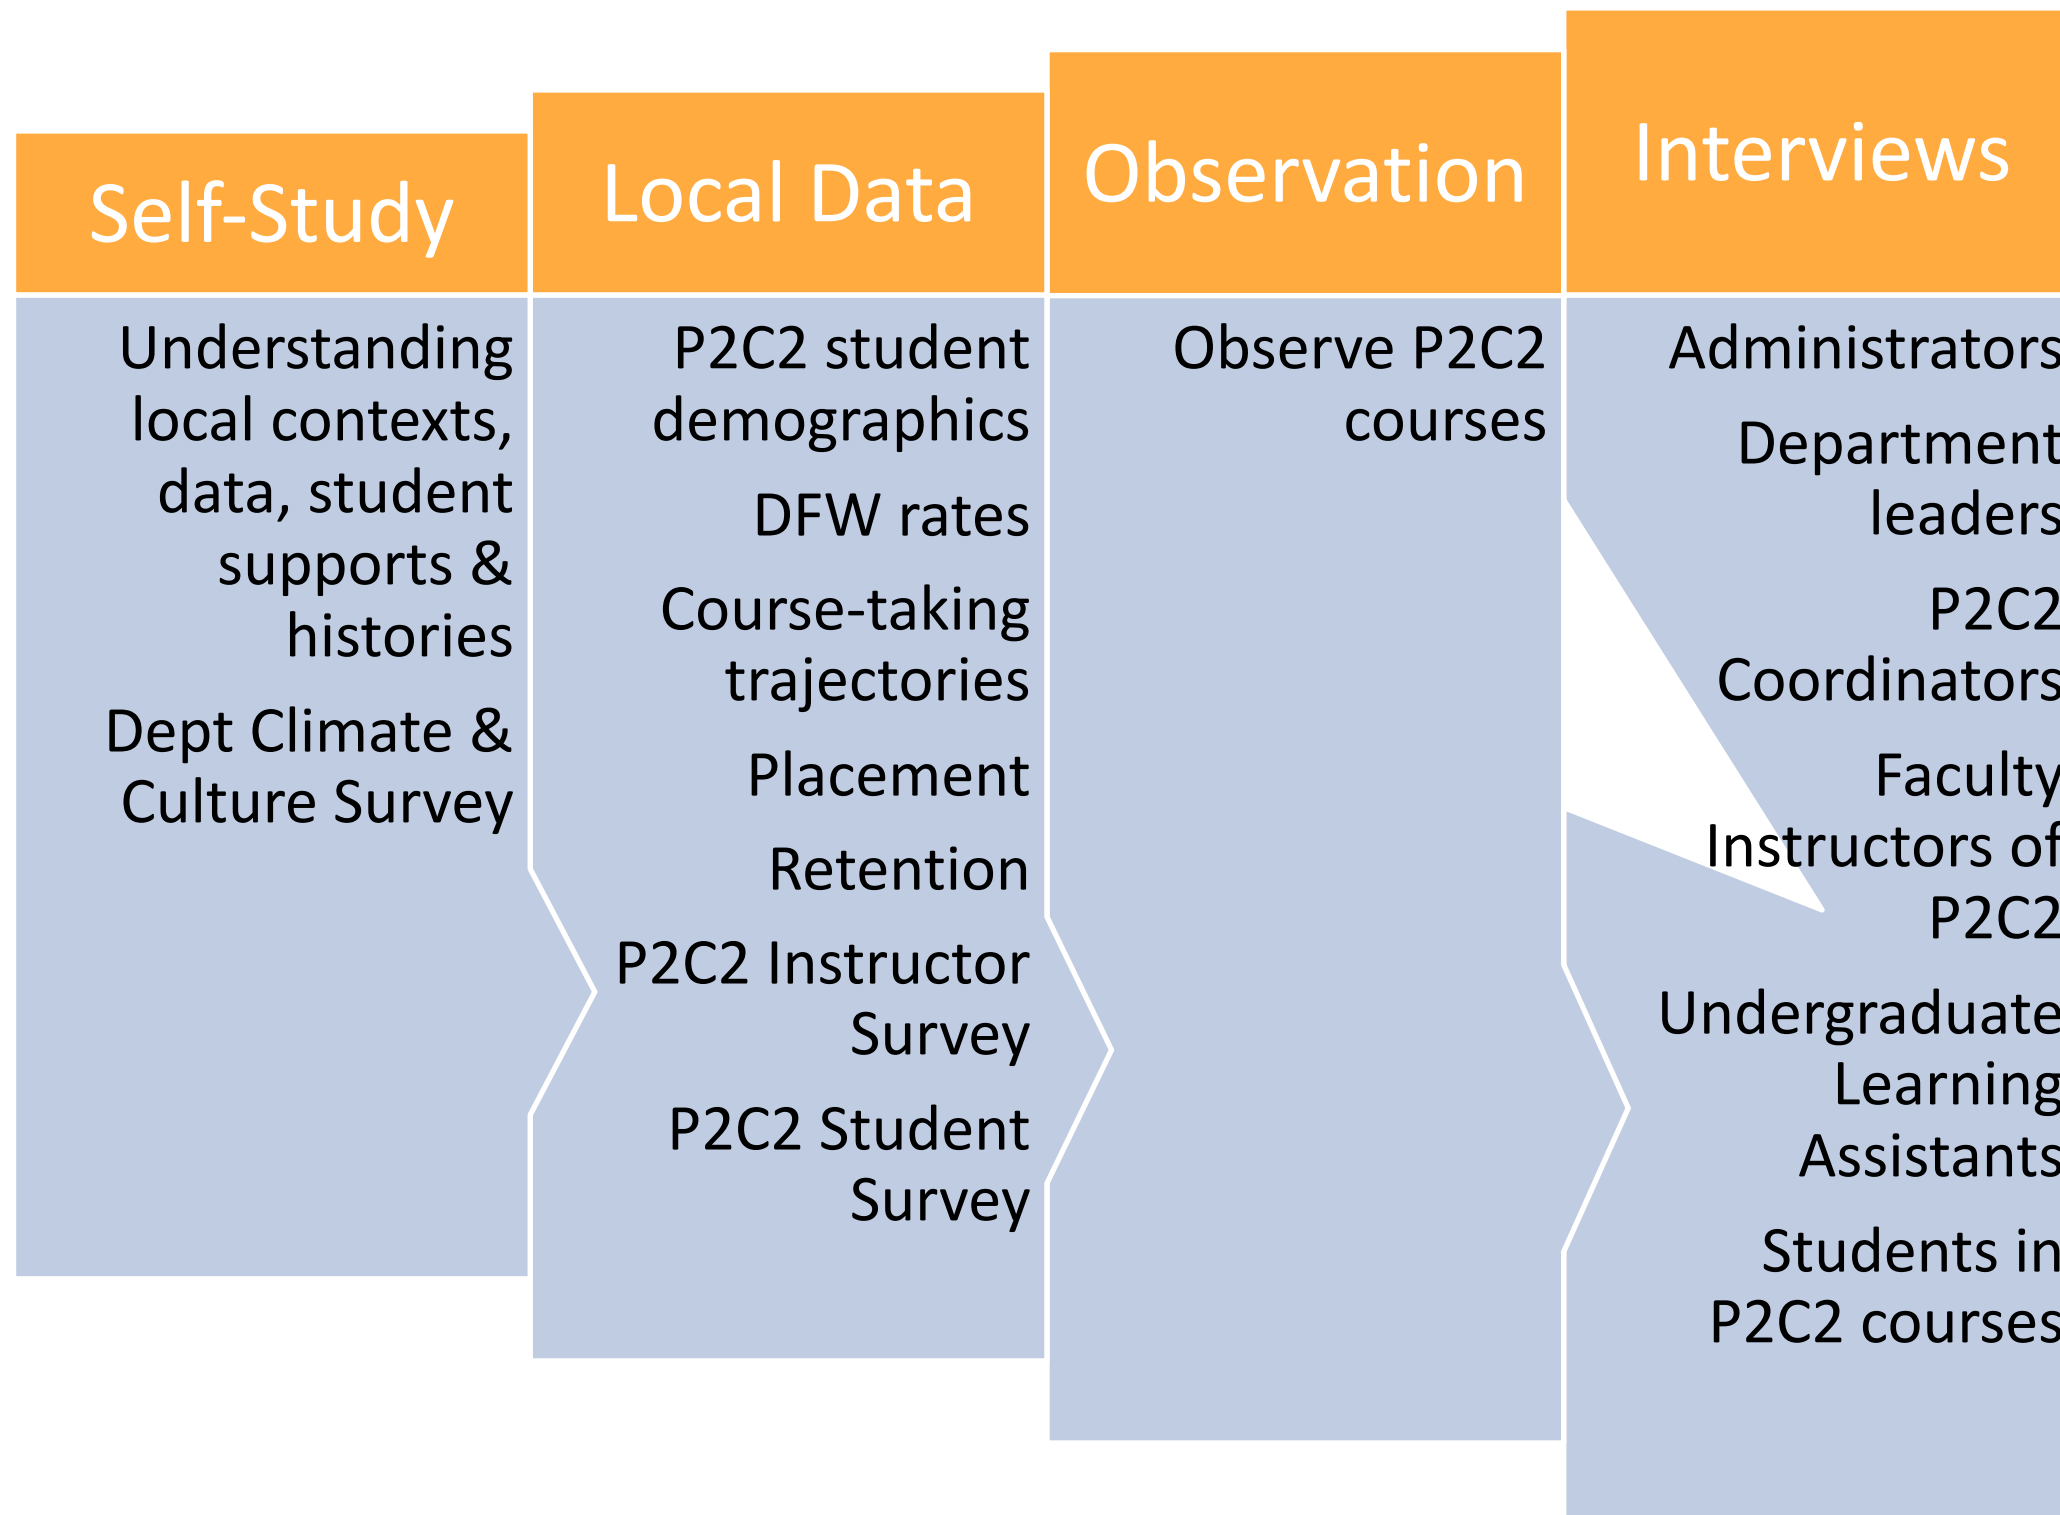 Self-Study
Understanding
local contexts,
data, student
supports &
histories
Dept Climate &
Culture Survey
Local Data
P2C2 student
demographics
DFW rates
Course-taking
trajectories
Placement
Retention
P2C2 Instructor
Survey
P2C2 Student
Survey
Observation
Observe P2C2
courses
Interviews
Administrators
Department
leaders
P2C2
Coordinators
Faculty
Instructors of
P2C2
Undergraduate
Learning
Assistants
Students in
P2C2 courses